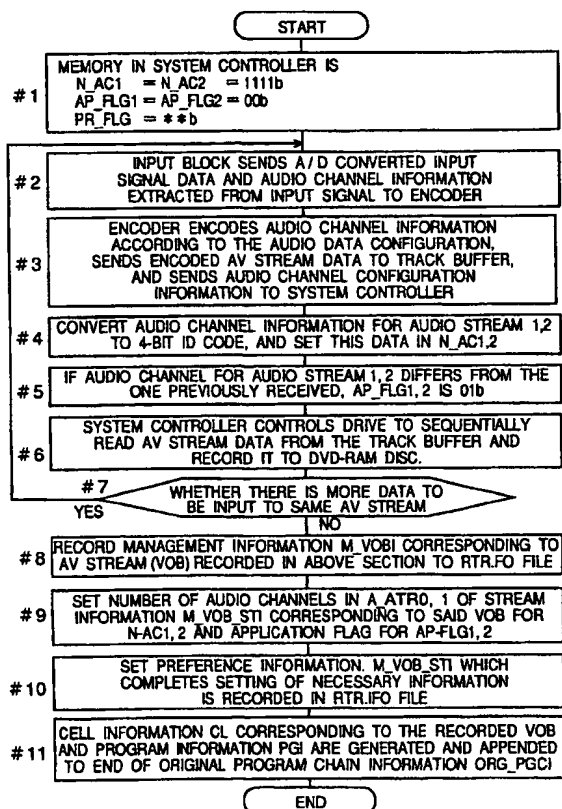 START
#1
MEMORY IN SYSTEM CONTROLLER IS
N_AC1 = N_AC2 = 1111b
AP_FLG1 = AP_FLG2 = 00b
PR_FLG = **b
#2
INPUT BLOCK SENDS A/D CONVERTED INPUT
SIGNAL DATA AND AUDIO CHANNEL INFORMATION
EXTRACTED FROM INPUT SIGNAL TO ENCODER
#3
ENCODER ENCODES AUDIO CHANNEL INFORMATION
ACCORDING TO THE AUDIO DATA CONFIGURATION,
SENDS ENCODED AV STREAM DATA TO TRACK BUFFER,
AND SENDS AUDIO CHANNEL CONFIGURATION
INFORMATION TO SYSTEM CONTROLLER
#4
CONVERT AUDIO CHANNEL INFORMATION FOR AUDIO STREAM 1,2
TO 4-BIT ID CODE, AND SET THIS DATA IN N_AC1,2
#5
IF AUDIO CHANNEL FOR AUDIO STREAM 1, 2 DIFFERS FROM THE
ONE PREVIOUSLY RECEIVED, AP_FLG1, 2 IS 01b
#6
SYSTEM CONTROLLER CONTROLS DRIVE TO SEQUENTIALLY
READ AV STREAM DATA FROM THE TRACK BUFFER AND
RECORD IT TO DVD-RAM DISC.
#7
YES
WHETHER THERE IS MORE DATA TO
BE INPUT TO SAME AV STREAM
NO
#8
RECORD MANAGEMENT INFORMATION M_VOBI CORRESPONDING TO
AV STREAM (VOB) RECORDED IN ABOVE SECTION TO RTR.FO FILE
#9
SET NUMBER OF AUDIO CHANNELS IN A_ATR0, 1 OF STREAM
INFORMATION M_VOB_STI CORRESPONDING TO SAID VOB FOR
N-AC1, 2 AND APPLICATION FLAG FOR AP-FLG1, 2
#10
SET PREFERENCE INFORMATION. M_VOB_STI WHICH
COMPLETES SETTING OF NECESSARY INFORMATION
IS RECORDED IN RTR.IFO FILE
#11
CELL INFORMATION CL CORRESPONDING TO THE RECORDED VOB
AND PROGRAM INFORMATION PGI ARE GENERATED AND APPENDED
TO END OF ORIGINAL PROGRAM CHAIN INFORMATION ORG_PGCI
END